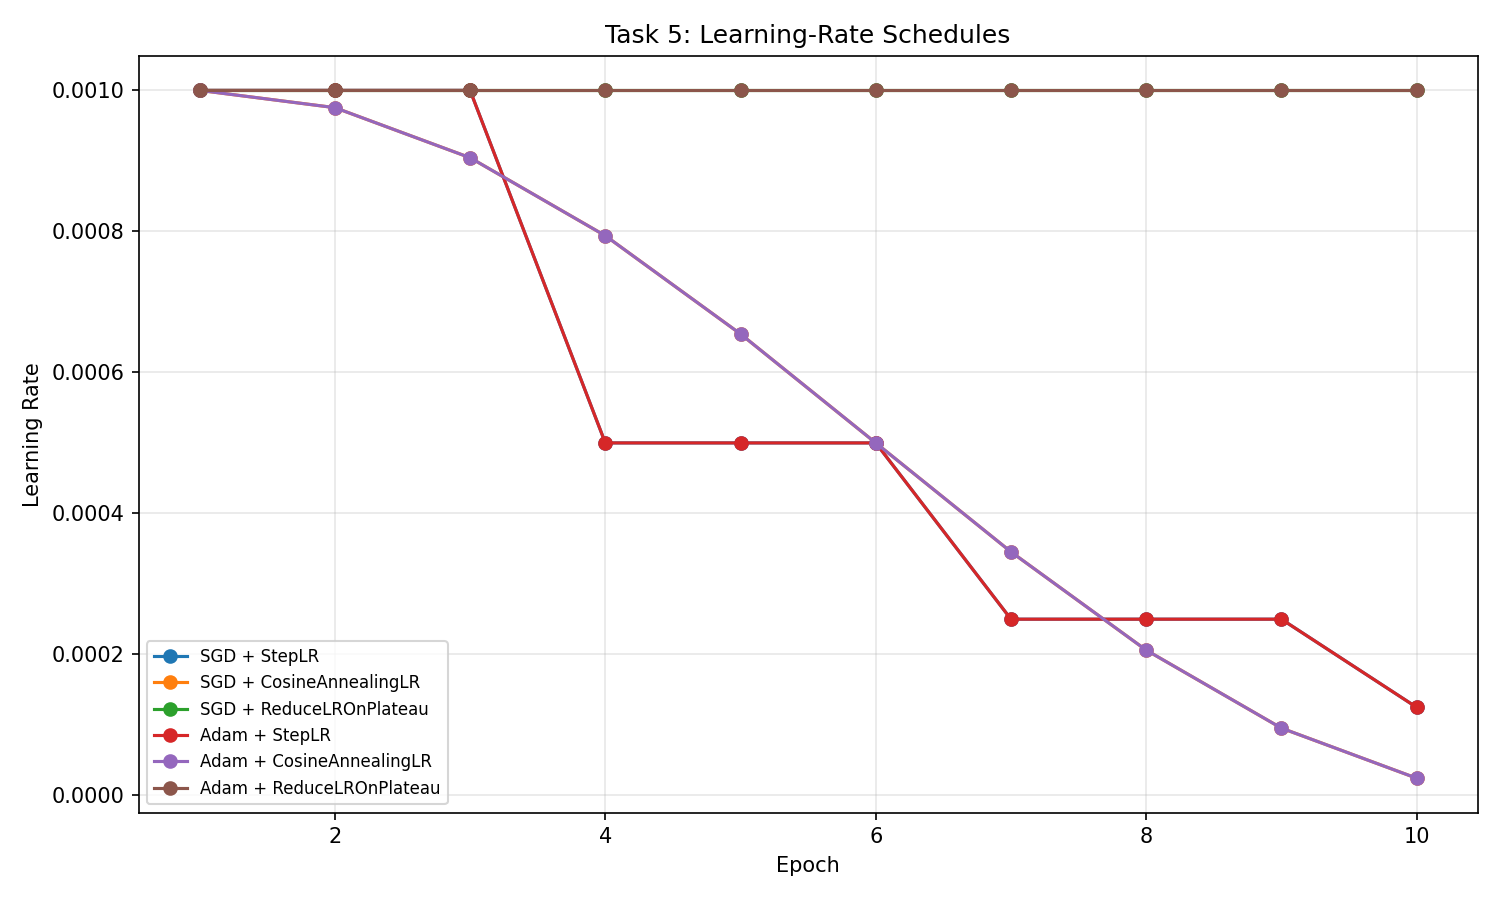 Task 5: Learning-Rate Schedules
Learning Rate
0.0010
0.0008
0.0006
0.0004
0.0002
0.0000
SGD + StepLR
SGD + CosineAnnealingLR
SGD + ReduceLROnPlateau
Adam + StepLR
Adam + CosineAnnealingLR
Adam + ReduceLROnPlateau
2 4 6 8 10
Epoch